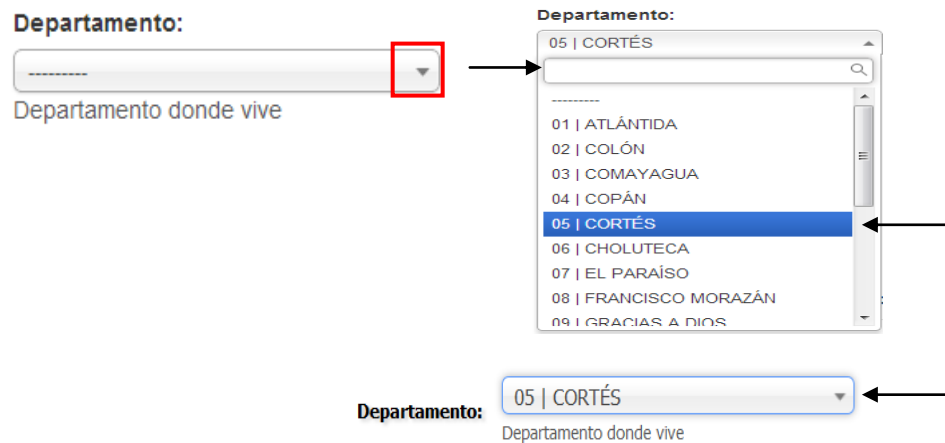 Departamento:
---------
Departamento donde vive
Departamento:
05 | CORTÉS
---------
01 | ATLÁNTIDA
02 | COLÓN
03 | COMAYAGUA
04 | COPÁN
05 | CORTÉS
06 | CHOLUTECA
07 | EL PARAÍSO
08 | FRANCISCO MORAZÁN
09 | GRACIAS A DIOS
Departamento:
05 | CORTÉS
Departamento donde vive